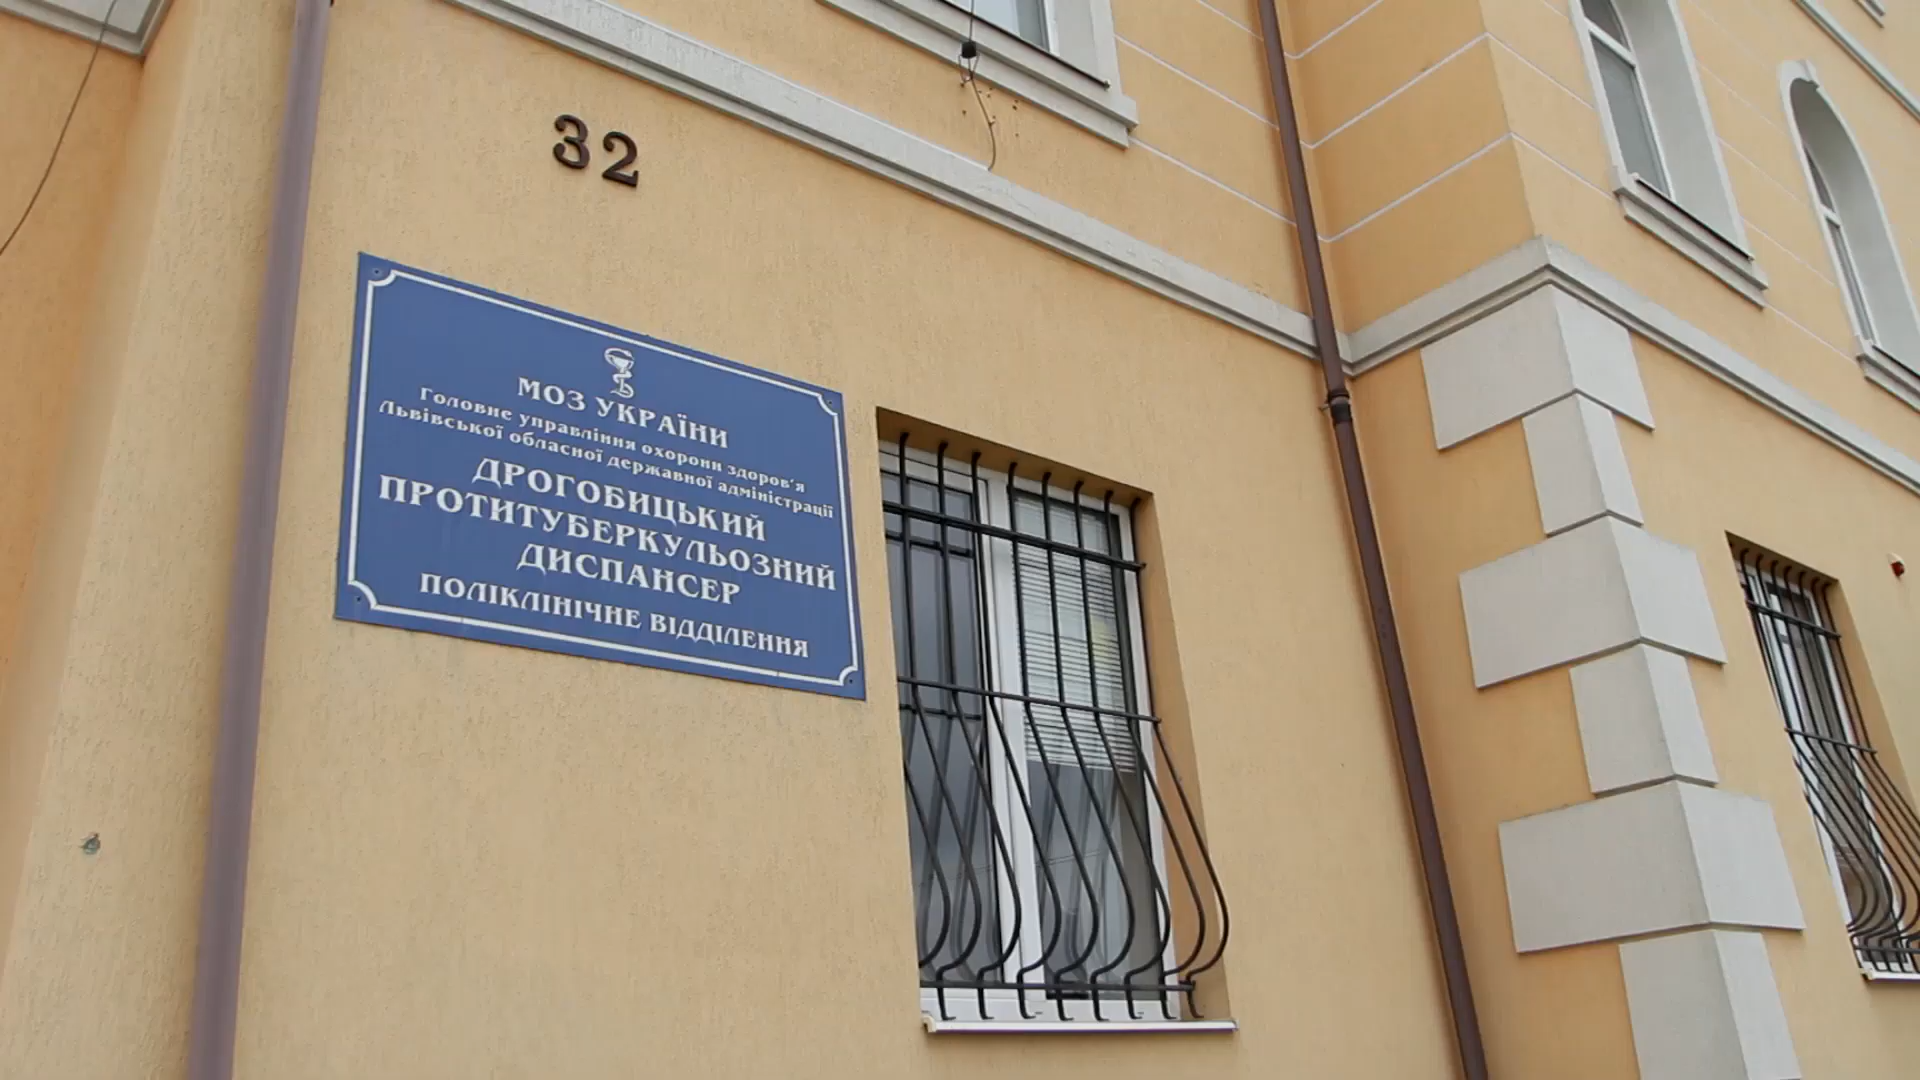 32
МОЗ УКРАЇНИ
Головне управління охорони здоров'я
Львівської обласної державної адміністрації
ДРОГОБИЦЬКИЙ
ПРОТИТУБЕРКУЛЬОЗНИЙ
ДИСПАНСЕР
ПОЛІКЛІНІЧНЕ ВІДДІЛЕННЯ